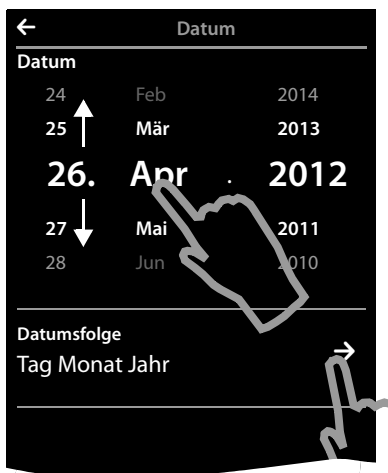 Datum
Datum
24 Feb 2014
25 Mär 2013
26. Apr . 2012
27 Mai 2011
28 Jun 2010
Datumsfolge
Tag Monat Jahr